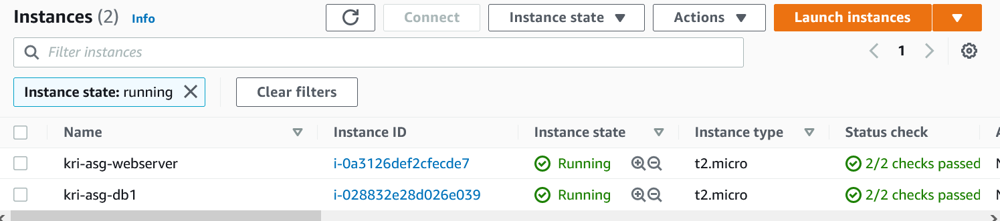 Instances (2) Info Connect Instance state Actions Launch instances
Filter instances 1
Instance state: running Clear filters
Name Instance ID Instance state Instance type Status check
kri-asg-webserver i-0a3126def2cfecde7 Running t2.micro 2/2 checks passed
kri-asg-db1 i-028832e28d026e039 Running t2.micro 2/2 checks passed